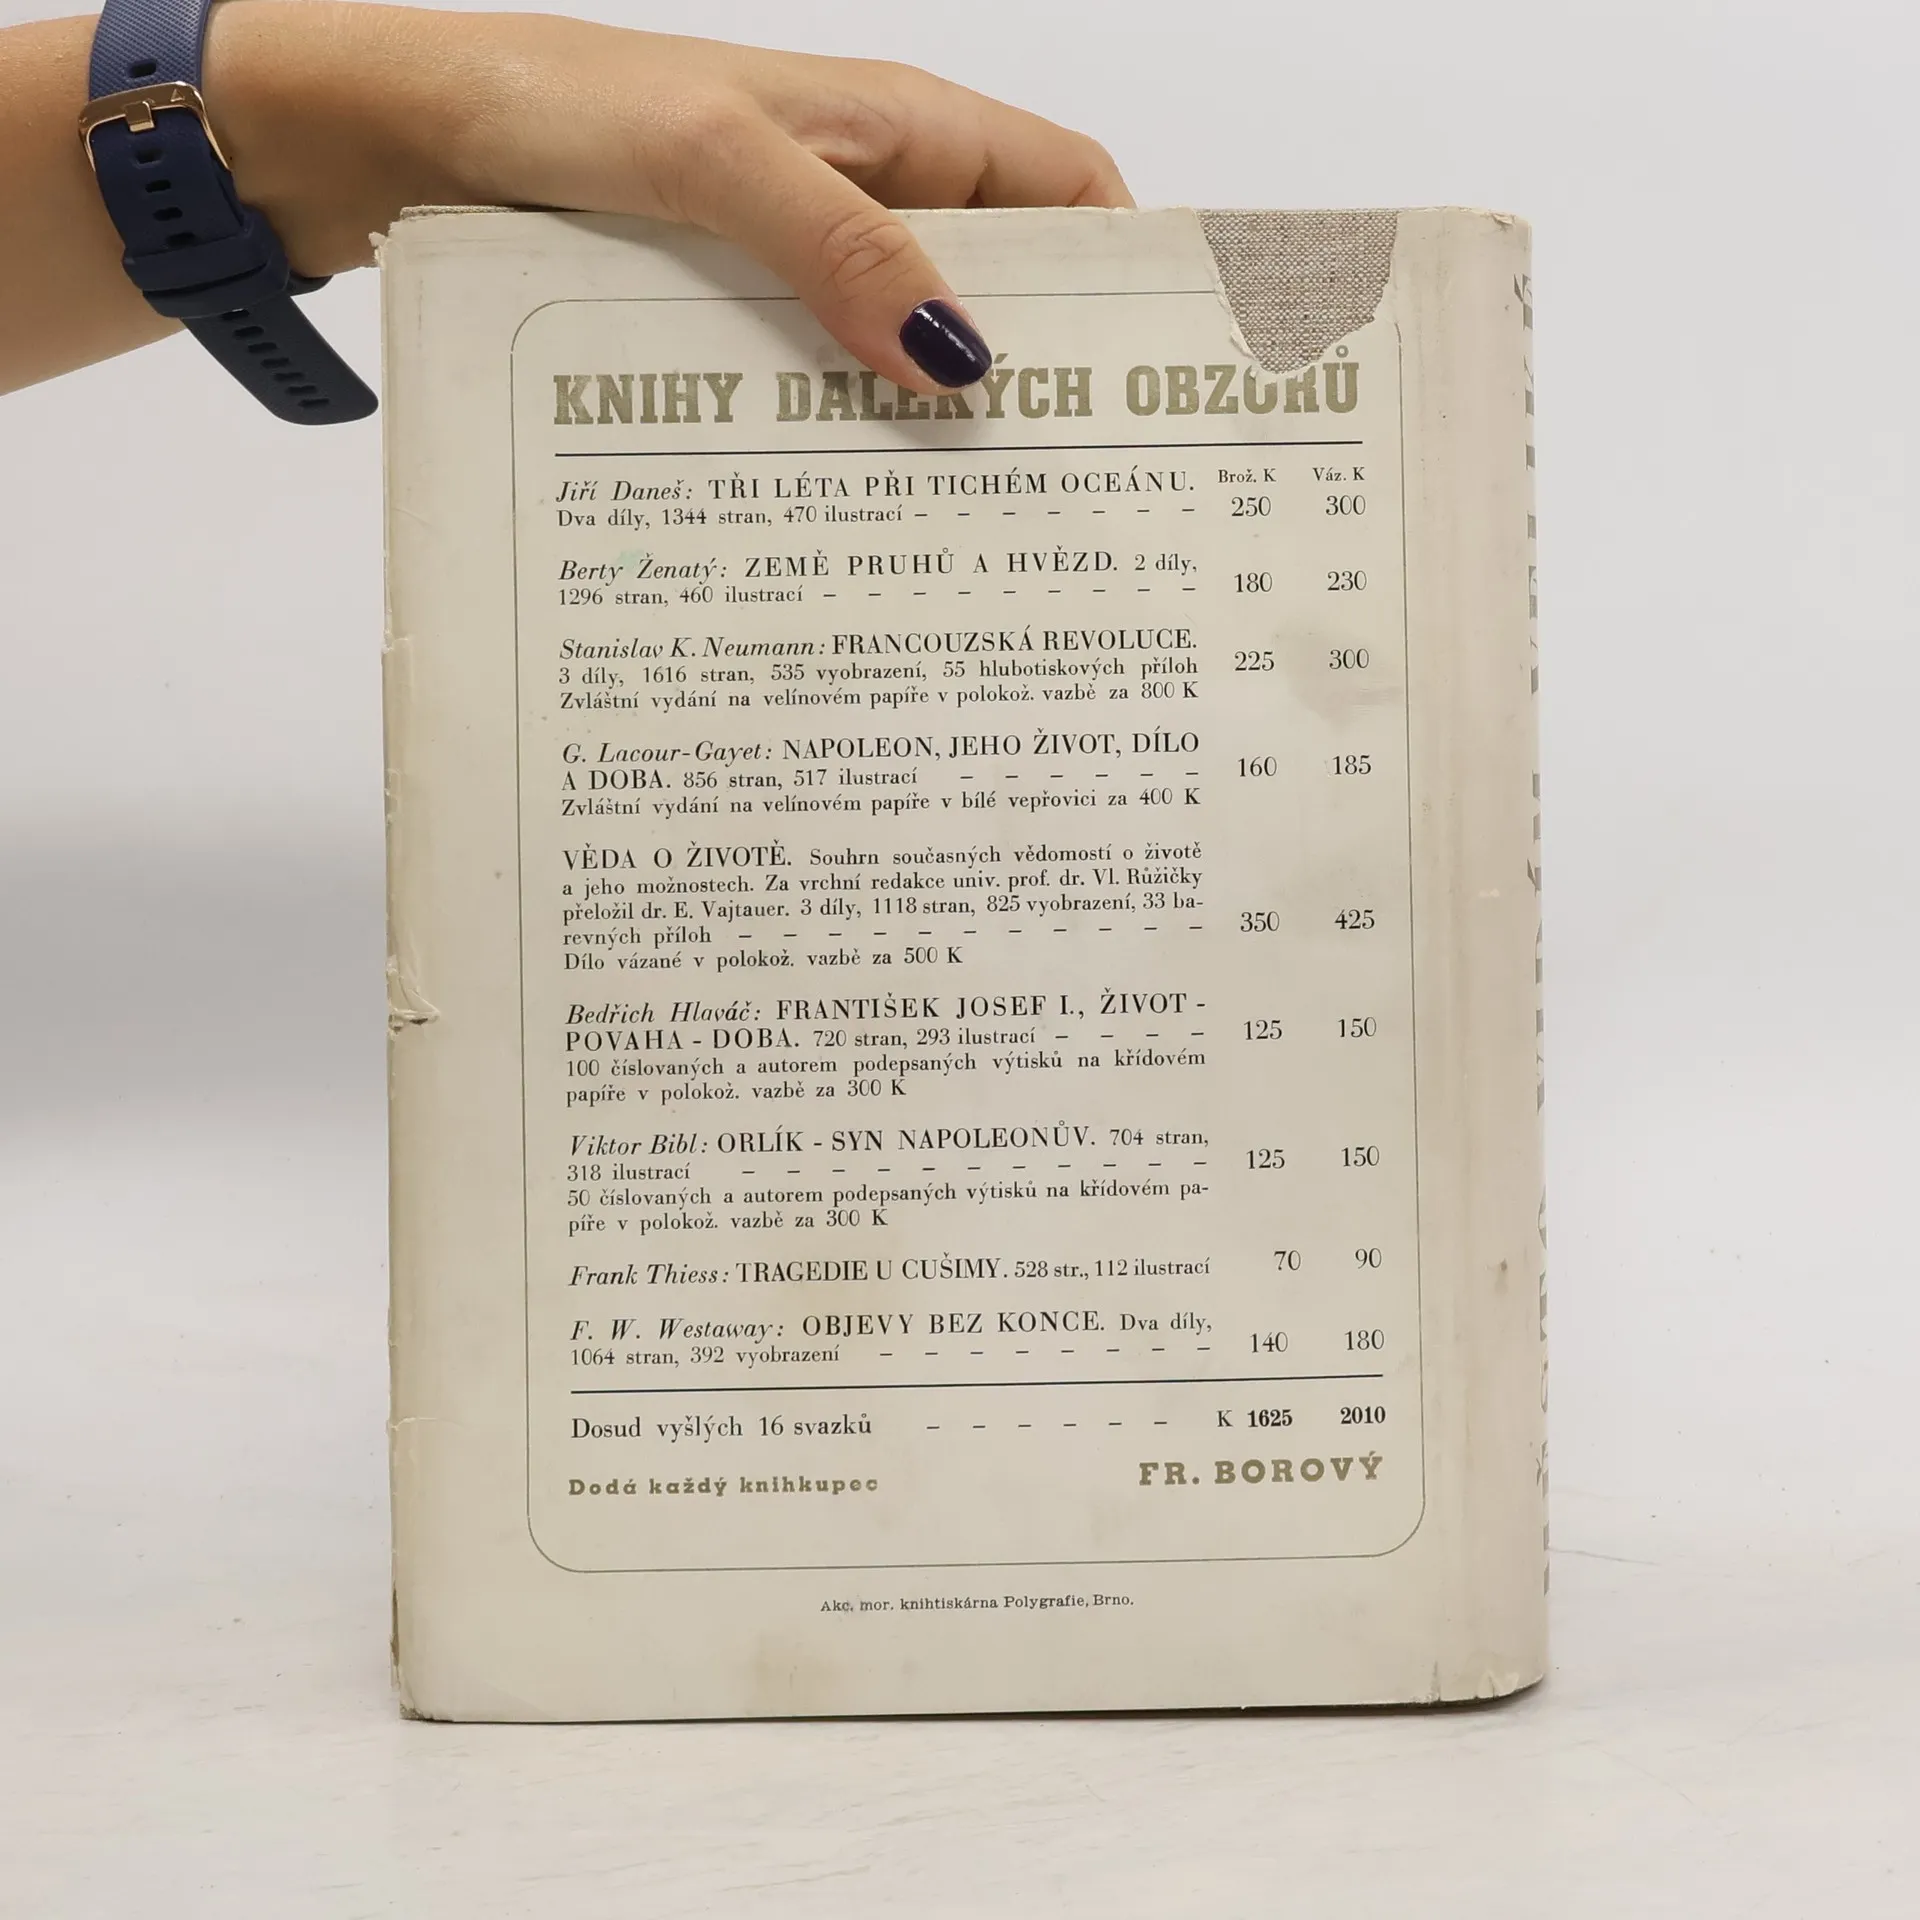 KNIHY DALEKÝCH OBZORŮ
Brož. K Váz. K
Jiří Daneš: TŘI LÉTA PŘI TICHÉM OCEÁNU.
Dva díly, 1344 stran, 470 ilustrací – – – – – – – 250 300
Berty Ženatý: ZEMĚ PRUHŮ A HVĚZD. 2 díly,
1296 stran, 460 ilustrací – – – – – – – – – 180 230
Stanislav K. Neumann: FRANCOUZSKÁ REVOLUCE.
3 díly, 1616 stran, 535 vyobrazení, 55 hlubotiskových příloh 225 300
Zvláštní vydání na velínovém papíře v polokož. vazbě za 800 K
G. Lacour-Gayet: NAPOLEON, JEHO ŽIVOT, DÍLO
A DOBA. 856 stran, 517 ilustrací – – – – – – 160 185
Zvláštní vydání na velínovém papíře v bílé vepřovici za 400 K
VĚDA O ŽIVOTĚ. Souhrn současných vědomostí o životě
a jeho možnostech. Za vrchní redakce univ. prof. dr. Vl. Růžičky
přeložil dr. E. Vajtauer. 3 díly, 1118 stran, 825 vyobrazení, 33 ba-
revných příloh – – – – – – – – – – – 350 425
Dílo vázané v polokož. vazbě za 500 K
Bedřich Hlaváč: FRANTIŠEK JOSEF I., ŽIVOT -
POVAHA - DOBA. 720 stran, 293 ilustrací – – – – 125 150
100 číslovaných a autorem podepsaných výtisků na křídovém
papíře v polokož. vazbě za 300 K
Viktor Bibl: ORLÍK - SYN NAPOLEONŮV. 704 stran,
318 ilustrací – – – – – – – – – – – 125 150
50 číslovaných a autorem podepsaných výtisků na křídovém pa-
píře v polokož. vazbě za 300 K
Frank Thiess: TRAGEDIE U CUŠIMY. 528 str., 112 ilustrací 70 90
F. W. Westaway: OBJEVY BEZ KONCE. Dva díly,
1064 stran, 392 vyobrazení – – – – – – – – 140 180
Dosud vyšlých 16 svazků – – – – – – K 1625 2010
Dodá každý knihkupec FR. BOROVÝ
Akc. mor. knihtiskárna Polygrafie, Brno.